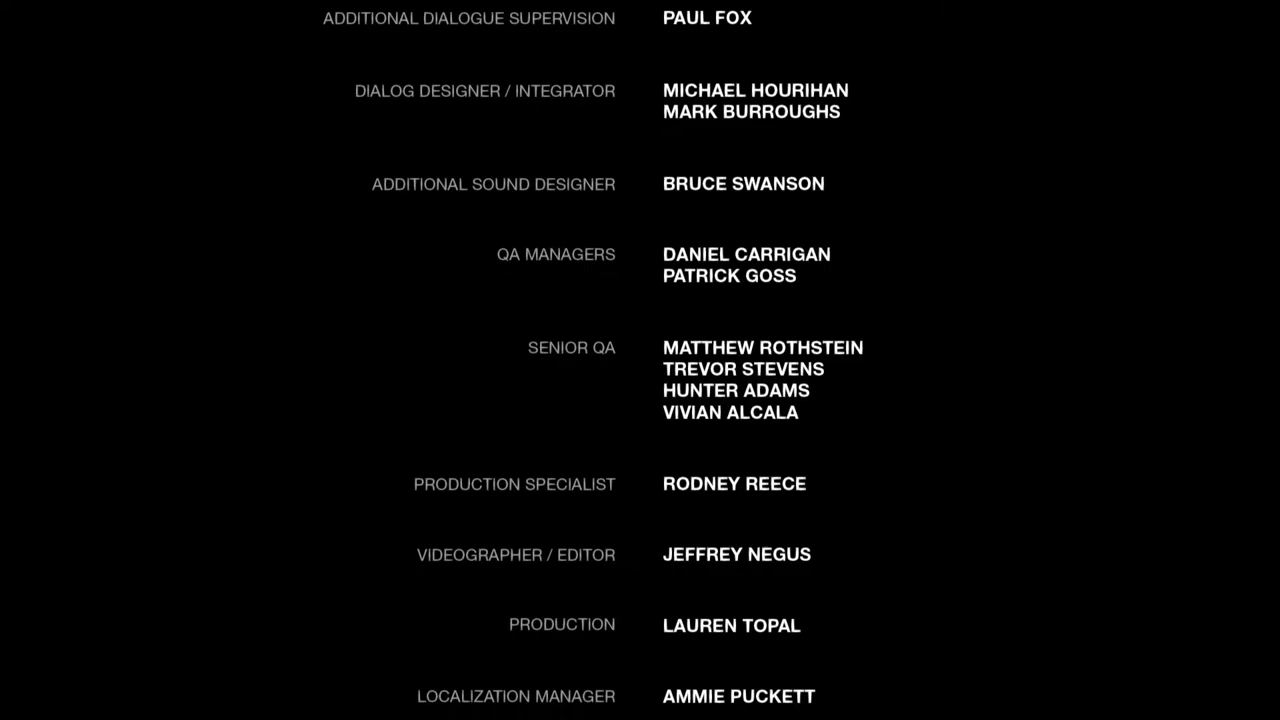 ADDITIONAL DIALOGUE SUPERVISION PAUL FOX
DIALOG DESIGNER / INTEGRATOR MICHAEL HOURIHAN
MARK BURROUGHS
ADDITIONAL SOUND DESIGNER BRUCE SWANSON
QA MANAGERS DANIEL CARRIGAN
PATRICK GOSS
SENIOR QA MATTHEW ROTHSTEIN
TREVOR STEVENS
HUNTER ADAMS
VIVIAN ALCALA
PRODUCTION SPECIALIST RODNEY REECE
VIDEOGRAPHER / EDITOR JEFFREY NEGUS
PRODUCTION LAUREN TOPAL
LOCALIZATION MANAGER AMMIE PUCKETT